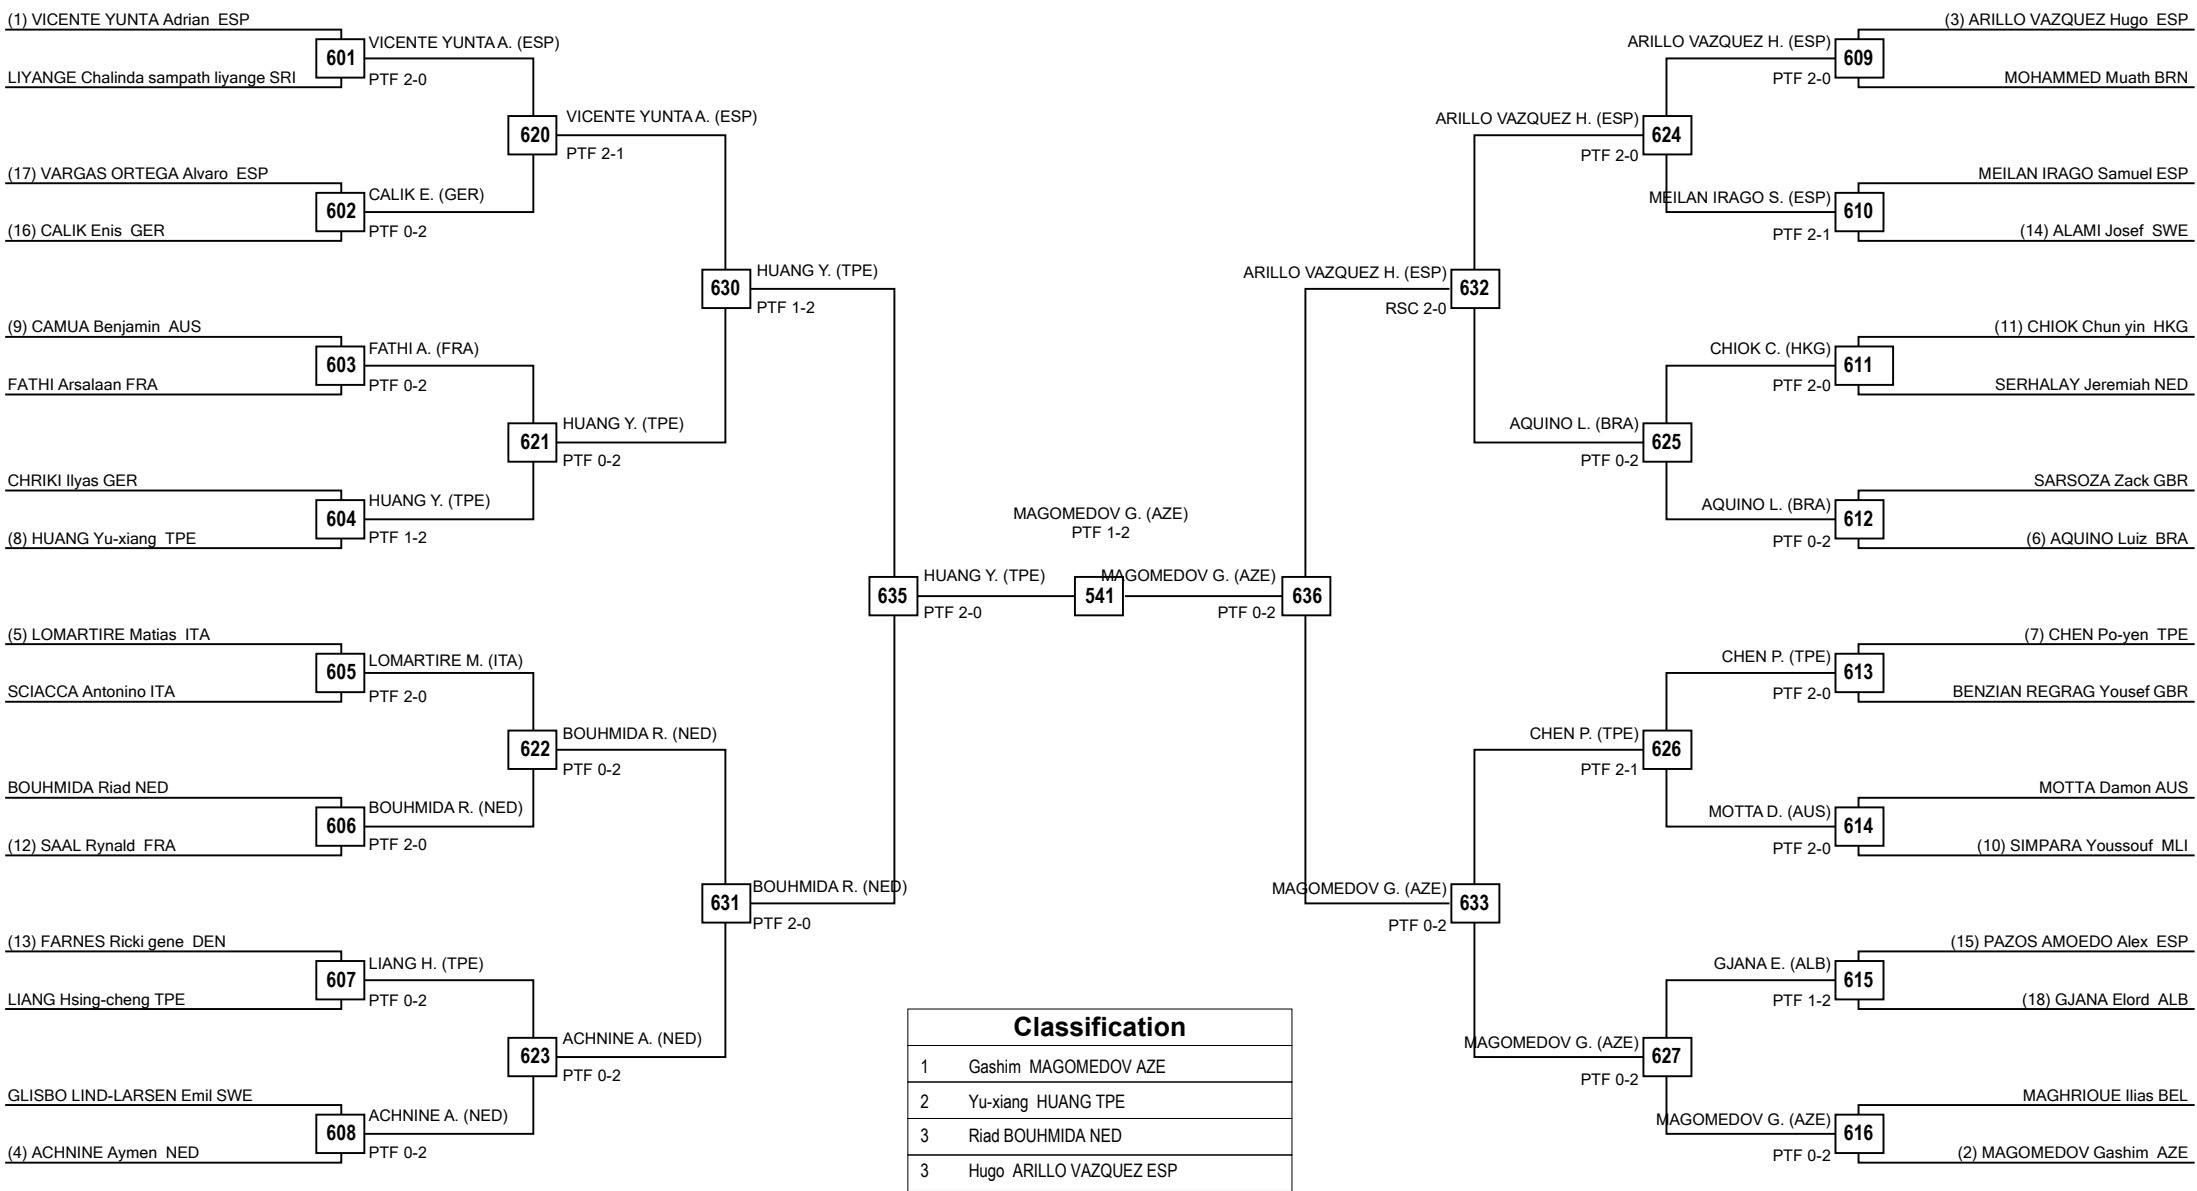 (1) VICENTE YUNTA Adrian ESP
601
VICENTE YUNTA A. (ESP)
PTF 2-0
LIYANGE Chalinda sampath liyange SRI
620
VICENTE YUNTA A. (ESP)
PTF 2-1
(17) VARGAS ORTEGA Alvaro ESP
602
CALIK E. (GER)
PTF 0-2
(16) CALIK Enis GER
630
HUANG Y. (TPE)
PTF 1-2
(9) CAMUA Benjamin AUS
603
FATHI A. (FRA)
PTF 0-2
FATHI Arsalaan FRA
621
HUANG Y. (TPE)
PTF 0-2
CHRIKI Ilyas GER
604
HUANG Y. (TPE)
PTF 1-2
(8) HUANG Yu-xiang TPE
635
HUANG Y. (TPE)
PTF 2-0
(5) LOMARTIRE Matias ITA
605
LOMARTIRE M. (ITA)
PTF 2-0
SCIACCA Antonino ITA
622
BOUHMIDA R. (NED)
PTF 0-2
BOUHMIDA Riad NED
606
BOUHMIDA R. (NED)
PTF 2-0
(12) SAAL Rynald FRA
631
BOUHMIDA R. (NED)
PTF 2-0
(13) FARNES Ricki gene DEN
607
LIANG H. (TPE)
PTF 0-2
LIANG Hsing-cheng TPE
623
ACHNINE A. (NED)
PTF 0-2
GLISBO LIND-LARSEN Emil SWE
608
ACHNINE A. (NED)
PTF 0-2
(4) ACHNINE Aymen NED
MAGOMEDOV G. (AZE)
PTF 1-2
541
(3) ARILLO VAZQUEZ Hugo ESP
ARILLO VAZQUEZ H. (ESP)
609
PTF 2-0
MOHAMMED Muath BRN
ARILLO VAZQUEZ H. (ESP)
624
PTF 2-0
MEILAN IRAGO Samuel ESP
MEILAN IRAGO S. (ESP)
610
PTF 2-1
(14) ALAMI Josef SWE
ARILLO VAZQUEZ H. (ESP)
632
RSC 2-0
(11) CHIOK Chun yin HKG
CHIOK C. (HKG)
611
PTF 2-0
SERHALAY Jeremiah NED
AQUINO L. (BRA)
625
PTF 0-2
SARSOZA Zack GBR
AQUINO L. (BRA)
612
PTF 0-2
(6) AQUINO Luiz BRA
MAGOMEDOV G. (AZE)
636
PTF 0-2
(7) CHEN Po-yen TPE
CHEN P. (TPE)
613
PTF 2-0
BENZIAN REGRAG Yousef GBR
CHEN P. (TPE)
626
PTF 2-1
MOTTA Damon AUS
MOTTA D. (AUS)
614
PTF 2-0
(10) SIMPARA Youssouf MLI
MAGOMEDOV G. (AZE)
633
PTF 0-2
(15) PAZOS AMOEDO Alex ESP
GJANA E. (ALB)
615
PTF 1-2
(18) GJANA Elord ALB
MAGOMEDOV G. (AZE)
627
PTF 0-2
MAGHRIOUE Ilias BEL
MAGOMEDOV G. (AZE)
616
PTF 0-2
(2) MAGOMEDOV Gashim AZE
Classification
1 Gashim MAGOMEDOV AZE
2 Yu-xiang HUANG TPE
3 Riad BOUHMIDA NED
3 Hugo ARILLO VAZQUEZ ESP